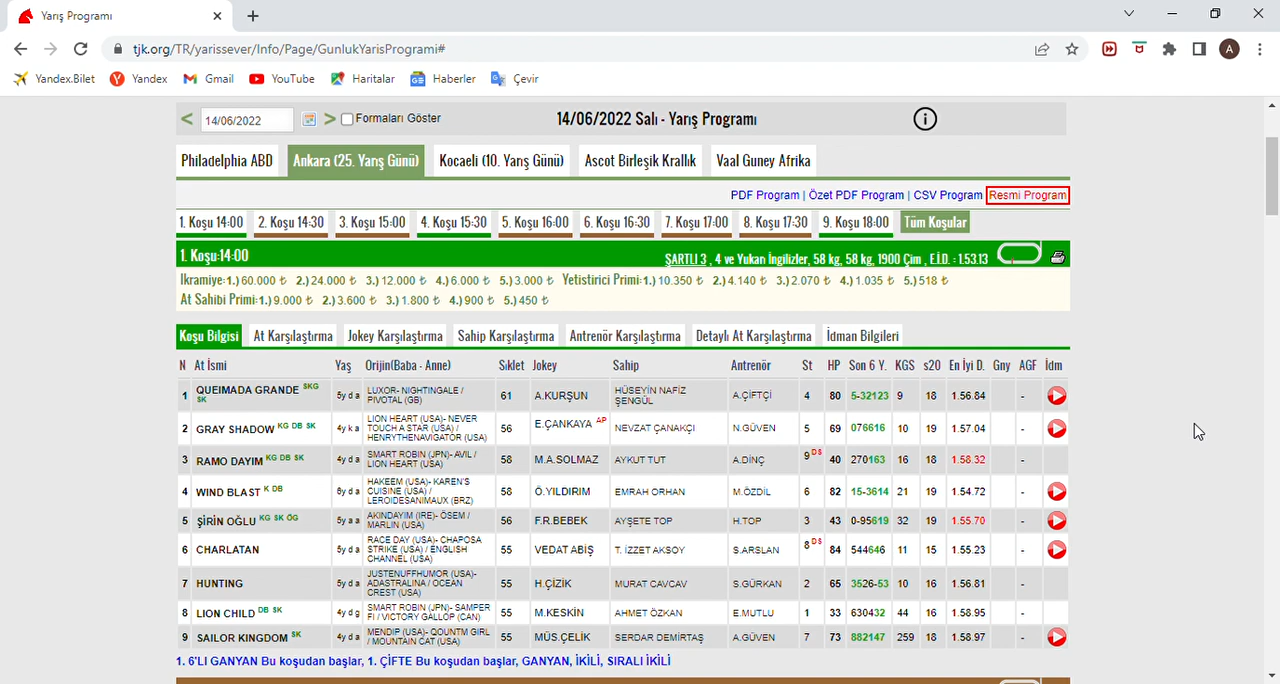 Yarış Programı
tjk.org/TR/yarissever/Info/Page/GunlukYarisProgrami#
A
Yandex.Bilet Yandex Gmail YouTube Haritalar Haberler Çevir
< 14/06/2022 > Formaları Göster 14/06/2022 Salı - Yarış Programı
Philadelphia ABD Ankara (25. Yarış Günü) Kocaeli (10. Yarış Günü) Ascot Birleşik Krallık Vaal Guney Afrika
PDF Program | Özet PDF Program | CSV Program Resmi Program
1. Koşu 14:00 2. Koşu 14:30 3. Koşu 15:00 4. Koşu 15:30 5. Koşu 16:00 6. Koşu 16:30 7. Koşu 17:00 8. Koşu 17:30 9. Koşu 18:00 Tüm Koşular
1. Koşu:14:00 ŞARTLI 3 , 4 ve Yukarı İngilizler, 58 kg, 58 kg, 1900 Çim , E.İ.D. : 1.53.13
İkramiye:1.) 60.000 ₺ 2.) 24.000 ₺ 3.) 12.000 ₺ 4.) 6.000 ₺ 5.) 3.000 ₺ Yetistirici Primi:1.) 10.350 ₺ 2.) 4.140 ₺ 3.) 2.070 ₺ 4.) 1.035 ₺ 5.) 518 ₺
At Sahibi Primi:1.) 9.000 ₺ 2.) 3.600 ₺ 3.) 1.800 ₺ 4.) 900 ₺ 5.) 450 ₺
Koşu Bilgisi At Karşılaştırma Jokey Karşılaştırma Sahip Karşılaştırma Antrenör Karşılaştırma Detaylı At Karşılaştırma İdman Bilgileri
N At İsmi Yaş Orijin(Baba - Anne) Sıklet Jokey Sahip Antrenör St HP Son 6 Y. KGS s20 En İyi D. Gny AGF İdm
1 QUEIMADA GRANDE SKG SK 5y d a LUXOR- NIGHTINGALE / PIVOTAL (GB) 61 A.KURŞUN HÜSEYİN NAFİZ ŞENGÜL A.ÇİFTÇİ 4 80 5-32123 9 18 1.56.84 -
2 GRAY SHADOW KG DB SK 4y k a LION HEART (USA)- NEVER TOUCH A STAR (USA) / HENRYTHENAVIGATOR (USA) 56 E.ÇANKAYA AP NEVZAT ÇANAKÇI N.GÜVEN 5 69 076616 10 19 1.57.04 -
3 RAMO DAYIM KG DB SK 4y d a SMART ROBIN (JPN)- AVIL / LION HEART (USA) 58 M.A.SOLMAZ AYKUT TUT A.DİNÇ 9 DS 40 270163 16 18 1.58.32 -
4 WIND BLAST K DB 6y d a HAKEEM (USA)- KAREN'S CUISINE (USA) / LEROIDESANIMAUX (BRZ) 58 Ö.YILDIRIM EMRAH ORHAN M.ÖZDİL 6 82 15-3614 21 19 1.54.72 -
5 ŞİRİN OĞLU KG SK ÖG 5y a a AKINDAYIM (IRE)- ÖSEM / MARLIN (USA) 56 F.R.BEBEK AYŞETE TOP H.TOP 3 43 0-95619 32 19 1.55.70 -
6 CHARLATAN 5y d a RACE DAY (USA)- CHAPOSA STRIKE (USA) / ENGLISH CHANNEL (USA) 55 VEDAT ABİŞ T. İZZET AKSOY S.ARSLAN 8 DS 84 544646 11 15 1.55.23 -
7 HUNTING 5y d a JUSTENUFFHUMOR (USA)- ADASTRALINA / OCEAN CREST (USA) 55 H.ÇİZİK MURAT CAVCAV S.GÜRKAN 2 65 3526-53 10 16 1.56.81 -
8 LION CHILD DB SK 4y d g SMART ROBIN (JPN)- SAMPER FI / VICTORY GALLOP (CAN) 55 M.KESKİN AHMET ÖZKAN E.MUTLU 1 33 630432 44 16 1.58.95 -
9 SAILOR KINGDOM SK 4y d a MENDIP (USA)- QOUNTM GIRL / MOUNTAIN CAT (USA) 55 MÜS.ÇELİK SERDAR DEMİRTAŞ A.GÜVEN 7 73 882147 259 18 1.58.97 -
1. 6'LI GANYAN Bu koşudan başlar, 1. ÇİFTE Bu koşudan başlar, GANYAN, İKİLİ, SIRALI İKİLİ